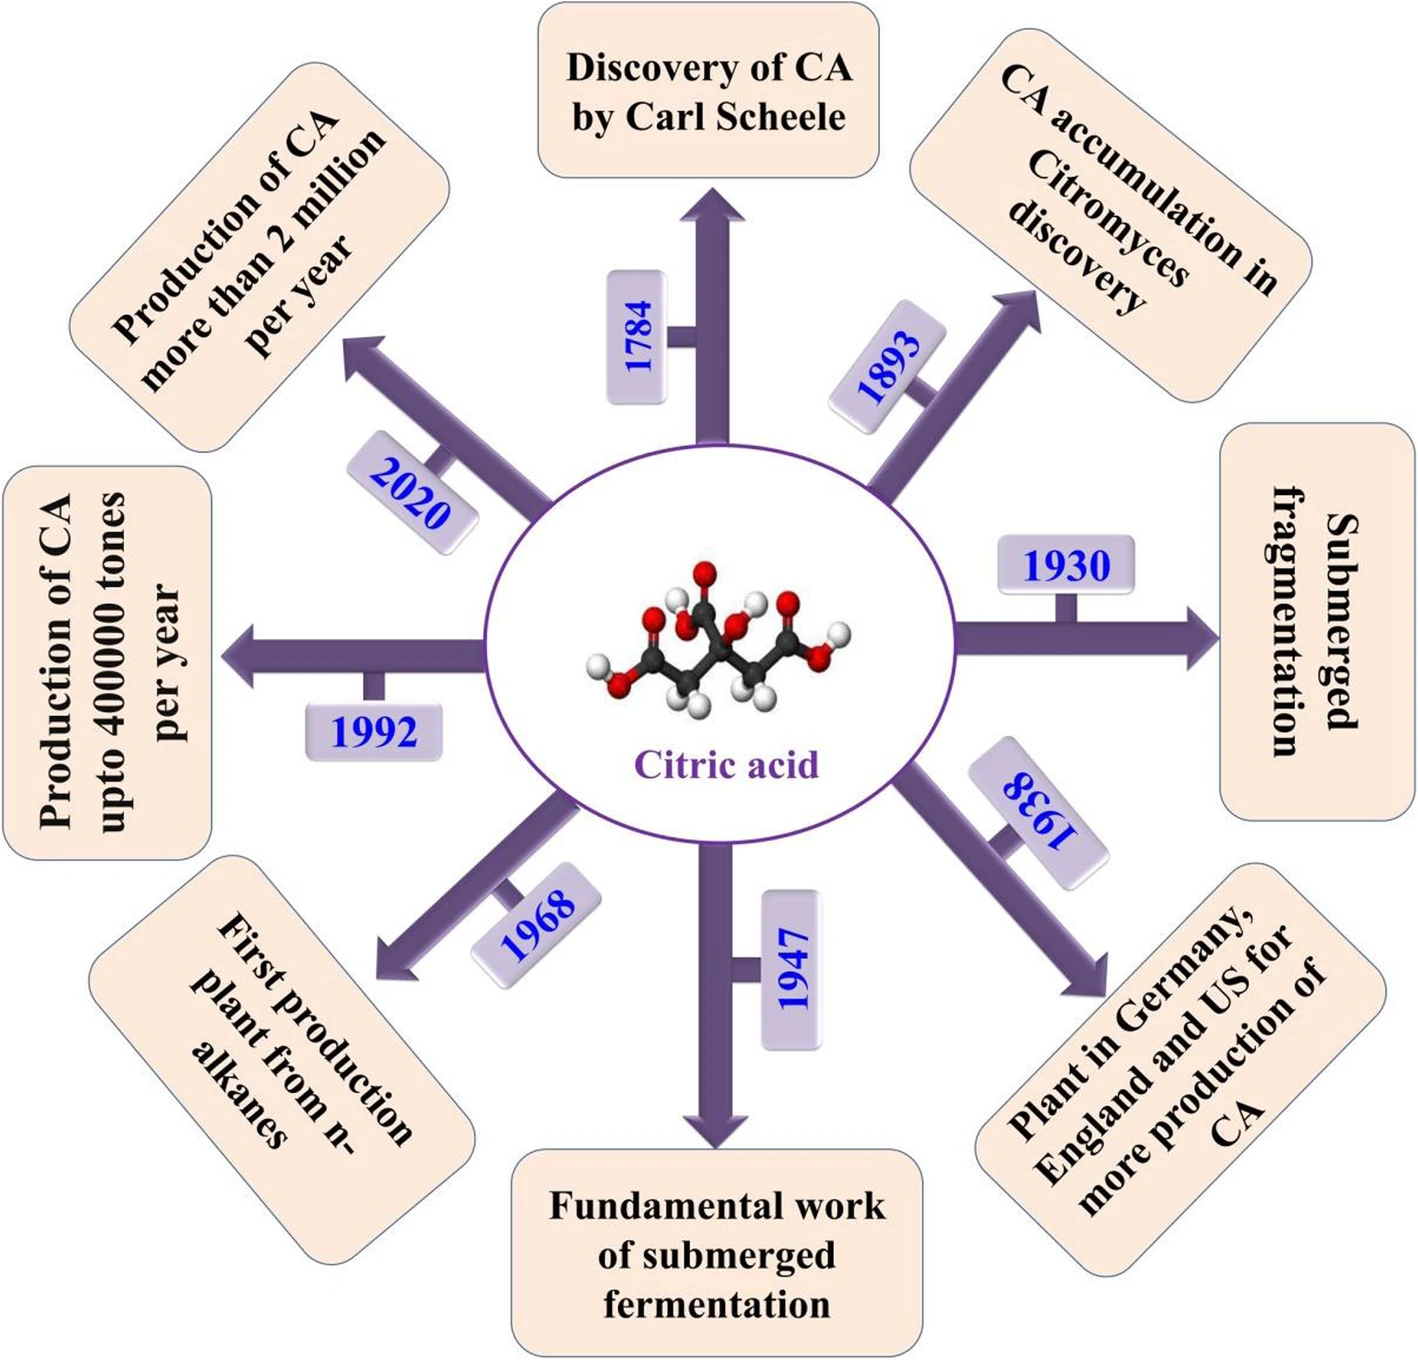 Discovery of CA
by Carl Scheele
1784
CA accumulation in
Citromyces
discovery
1893
Submerged
fragmentation
1930
Plant in Germany,
England and US for
more production of
CA
1938
Fundamental work
of submerged
fermentation
1947
First production
plant from n-
alkanes
1968
Production of CA
upto 400000 tones
per year
1992
Production of CA
more than 2 million
per year
2020
Citric acid